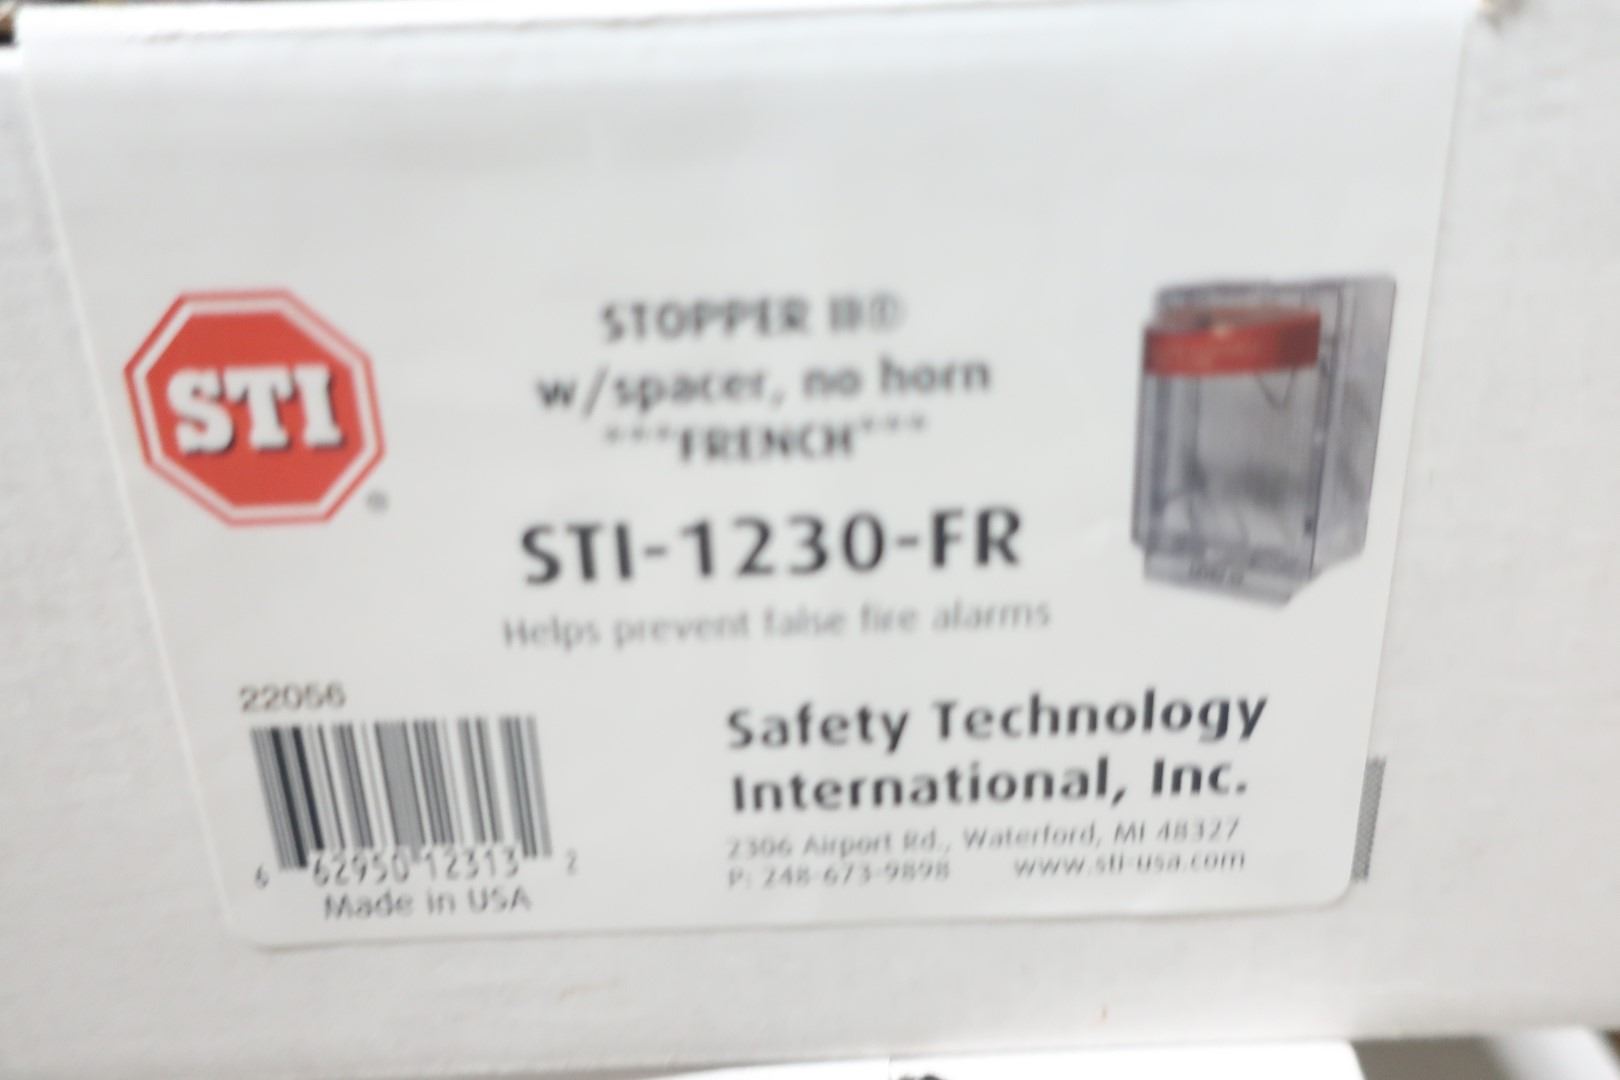 STI
®
STOPPER II®
w/spacer, no horn
***FRENCH***
STI-1230-FR
Helps prevent false fire alarms
22056
6 62950 12313 2
Made in USA
Safety Technology
International, Inc.
2306 Airport Rd., Waterford, MI 48327
P: 248-673-9898 www.sti-usa.com